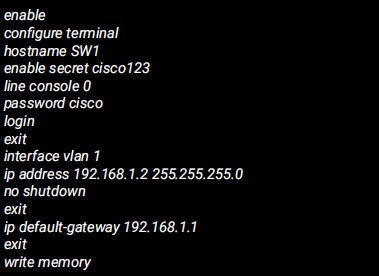 enable
configure terminal
hostname SW1
enable secret cisco123
line console 0
password cisco
login
exit
interface vlan 1
ip address 192.168.1.2 255.255.255.0
no shutdown
exit
ip default-gateway 192.168.1.1
exit
write memory